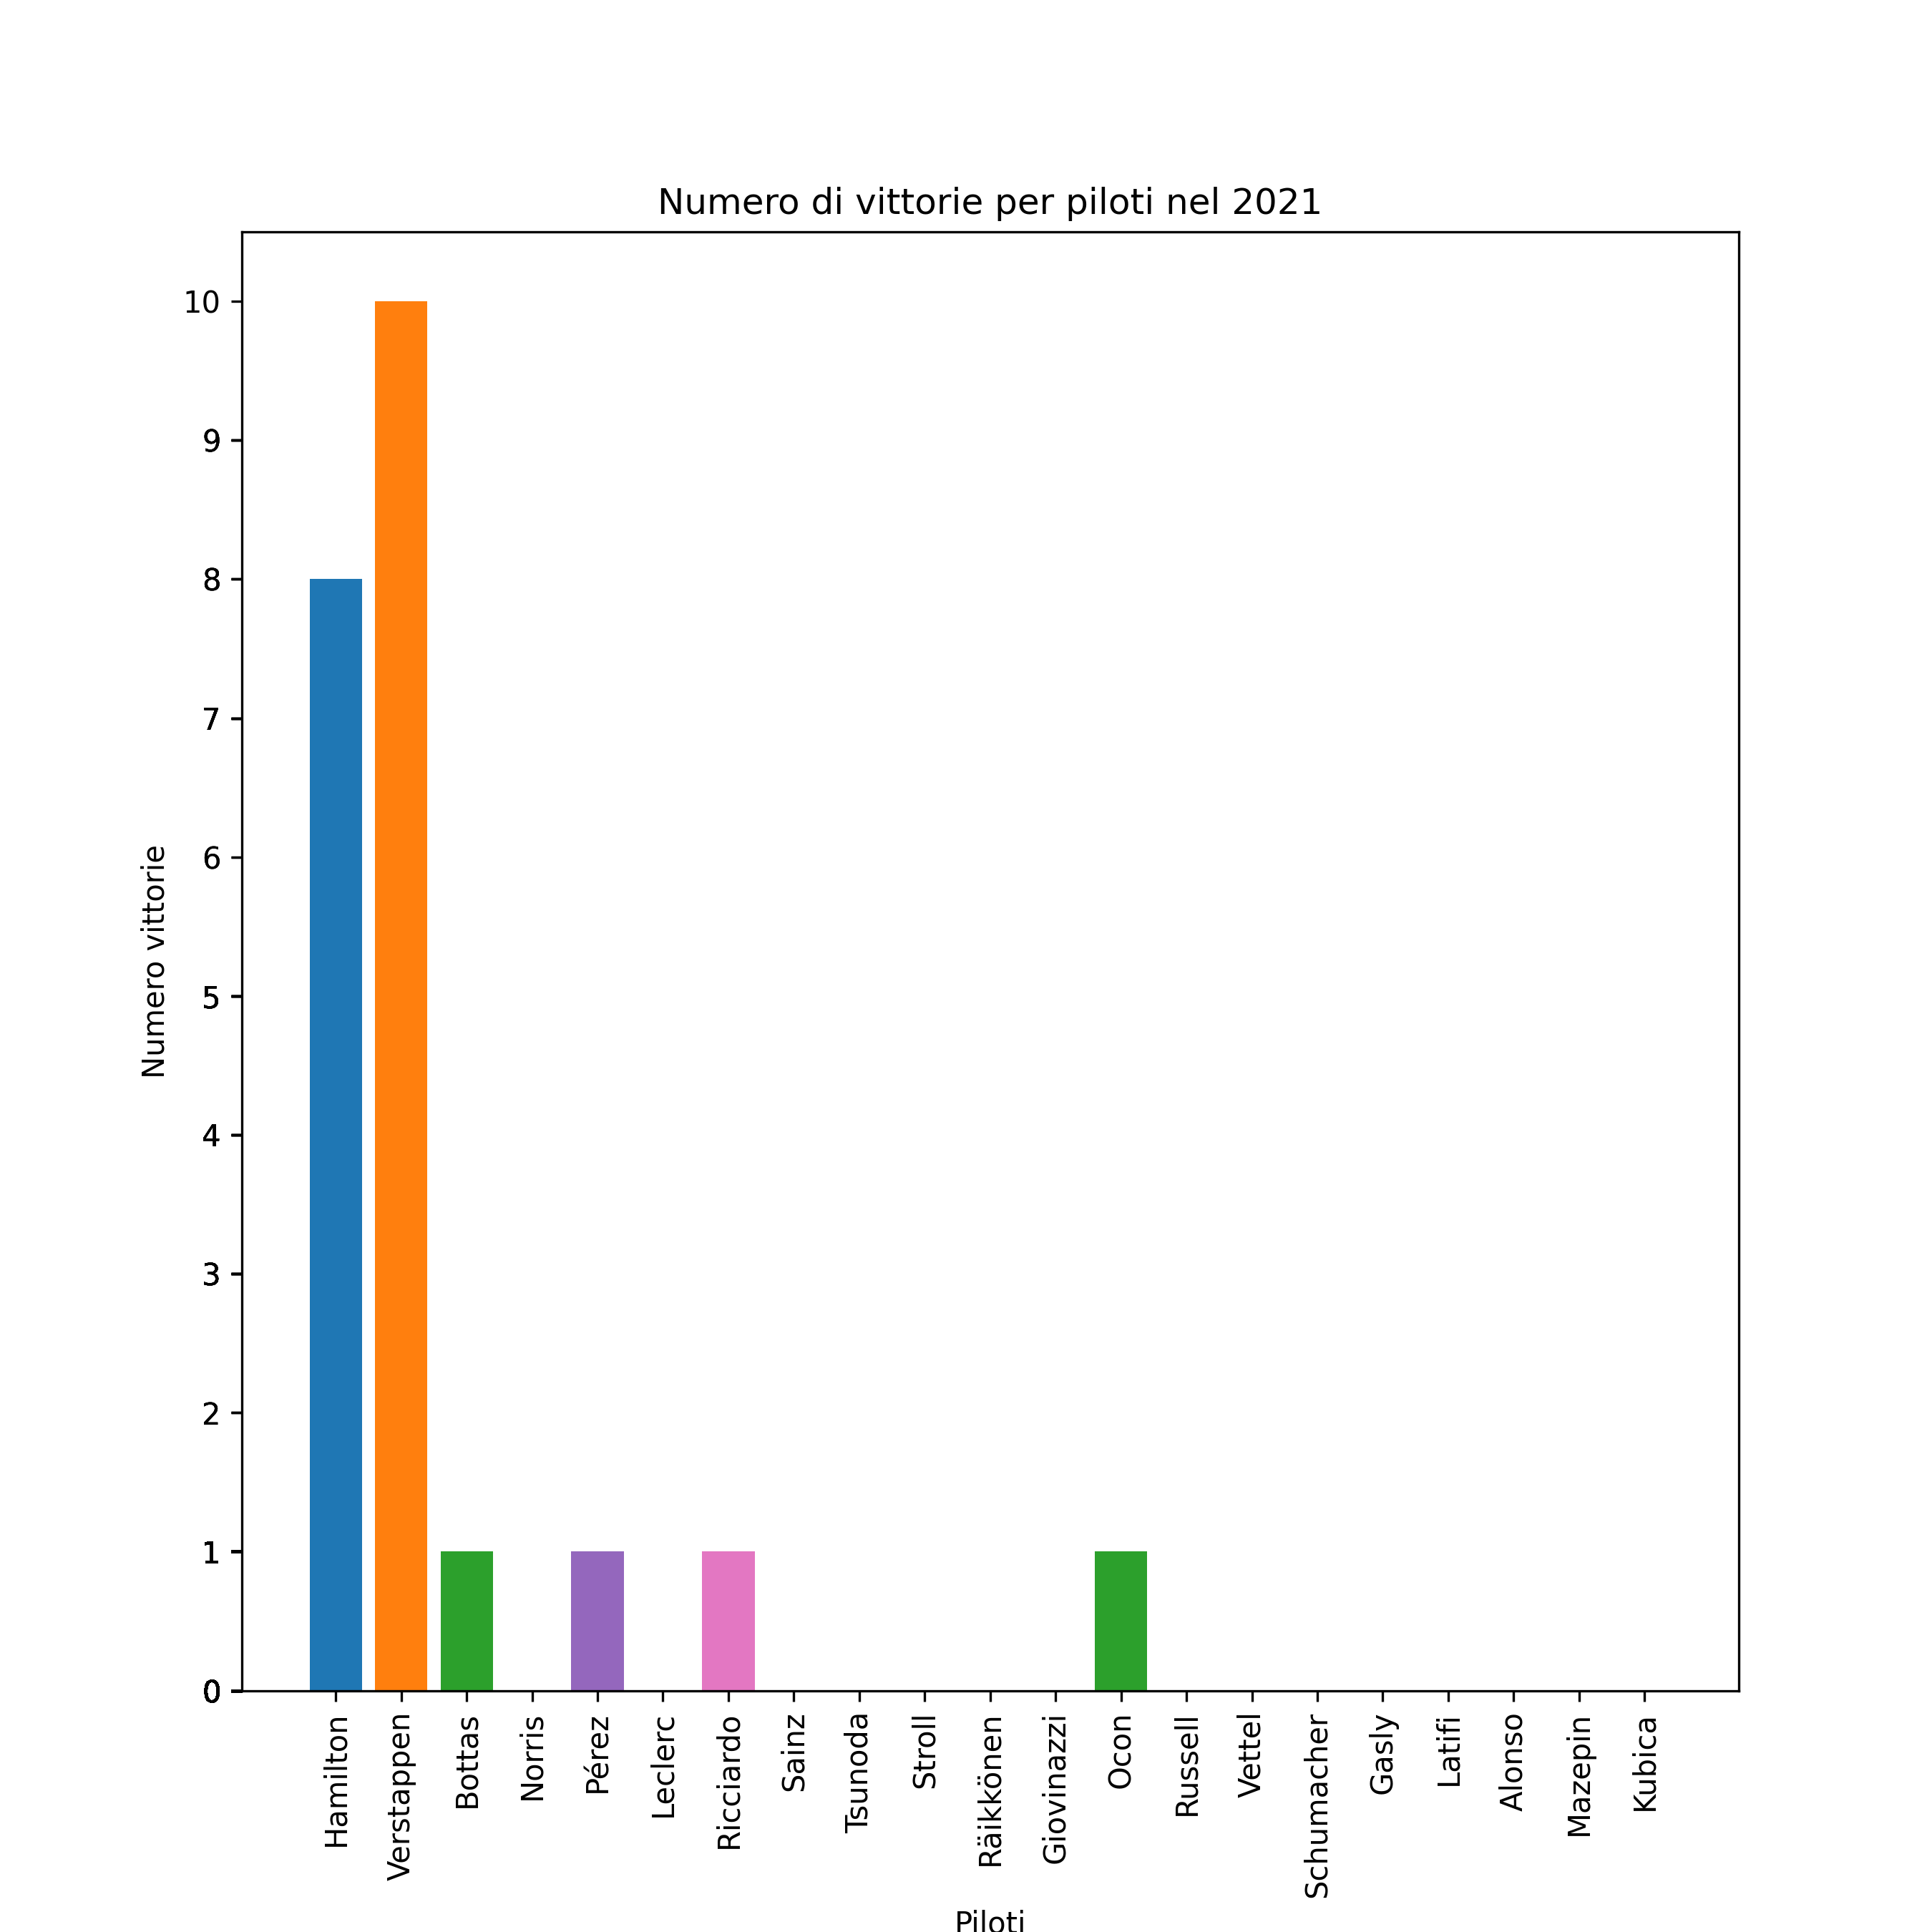 Numero di vittorie per piloti nel 2021
Numero vittorie
10
9
8
7
6
5
4
3
2
1
0
Hamilton
Verstappen
Bottas
Norris
Pérez
Leclerc
Ricciardo
Sainz
Tsunoda
Stroll
Räikkönen
Giovinazzi
Ocon
Russell
Vettel
Schumacher
Gasly
Latifi
Alonso
Mazepin
Kubica
Piloti